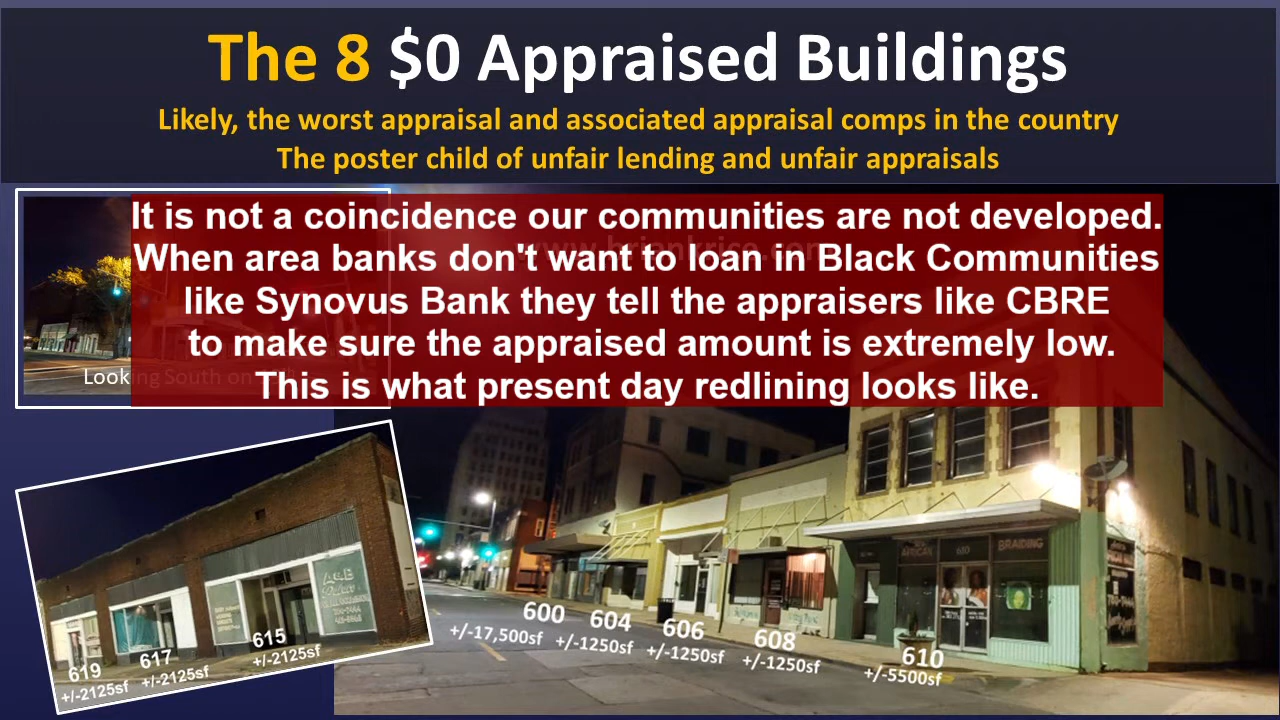 The 8 $0 Appraised Buildings
Likely, the worst appraisal and associated appraisal comps in the country
The poster child of unfair lending and unfair appraisals
It is not a coincidence our communities are not developed.
When area banks don't want to loan in Black Communities
like Synovus Bank they tell the appraisers like CBRE
to make sure the appraised amount is extremely low.
This is what present day redlining looks like.
Looking South on
AFRICAN
610
BRAIDING
600
+/-17,500sf
604
+/-1250sf
606
+/-1250sf
608
+/-1250sf
610
+/-5500sf
619
+/-2125sf
617
+/-2125sf
615
+/-2125sf